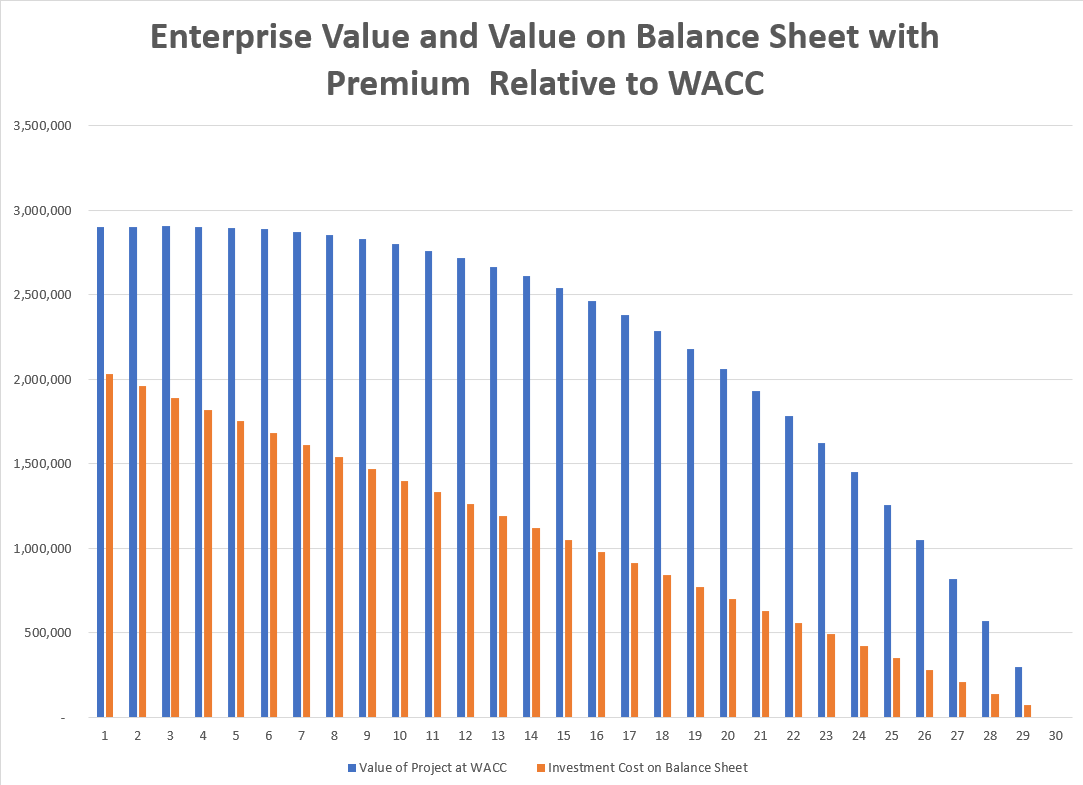 Enterprise Value and Value on Balance Sheet with
Premium  Relative to WACC
3,500,000
3,000,000
2,500,000
2,000,000
1,500,000
1,000,000
500,000
-
1 2 3 4 5 6 7 8 9 10 11 12 13 14 15 16 17 18 19 20 21 22 23 24 25 26 27 28 29 30
Value of Project at WACC Investment Cost on Balance Sheet